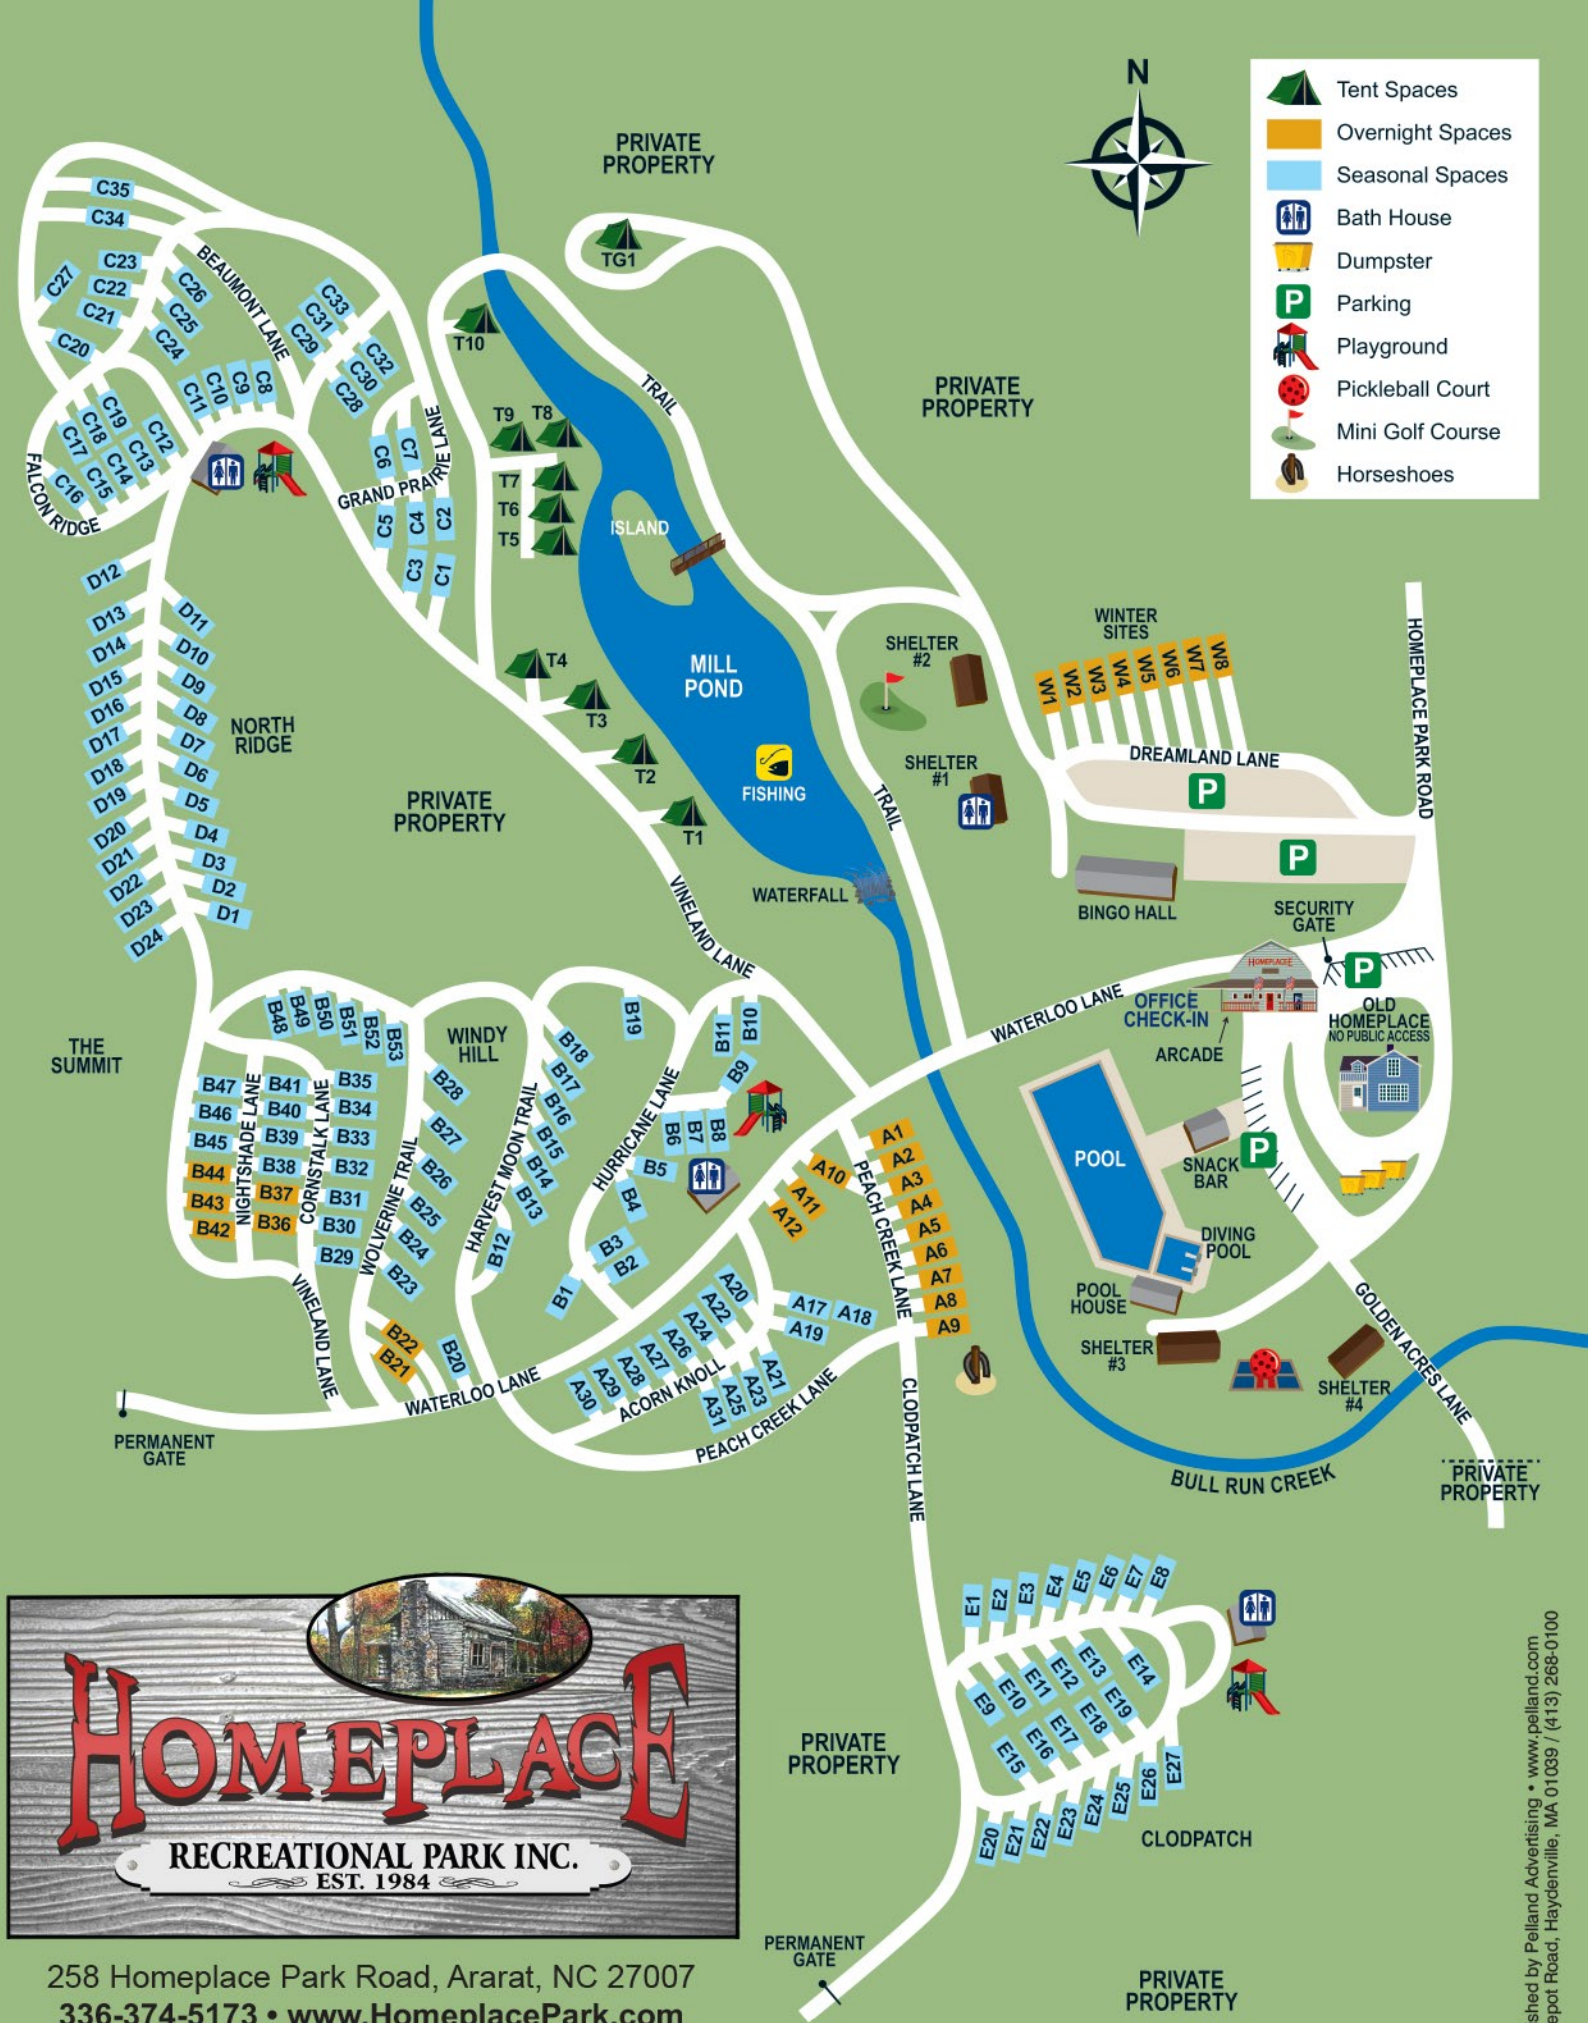 N
Tent Spaces
Overnight Spaces
Seasonal Spaces
Bath House
Dumpster
P
Parking
Playground
Pickleball Court
Mini Golf Course
Horseshoes
PRIVATE
PROPERTY
TG1
PRIVATE
PROPERTY
C35
C34
C23
C22
C21
C27
C20
C26
C25
C24
BEAUMONT LANE
C33
C31
C29
C32
C30
C28
C11
C10
C9
C8
C19
C18
C17
C16
C12
C13
C14
C15
FALCON RIDGE
C6
C7
GRAND PRAIRIE LANE
C5
C4
C2
C3
C1
T10
T9
T8
T7
T6
T5
T4
T3
T2
T1
TRAIL
ISLAND
MILL
POND
FISHING
TRAIL
WATERFALL
D12
D13
D14
D15
D16
D17
D18
D19
D20
D21
D22
D23
D24
D11
D10
D9
D8
D7
D6
D5
D4
D3
D2
D1
NORTH
RIDGE
PRIVATE
PROPERTY
VINELAND LANE
SHELTER
#2
SHELTER
#1
WINTER
SITES
W1
W2
W3
W4
W5
W6
W7
W8
DREAMLAND LANE
P
P
HOMEPLACE PARK ROAD
BINGO HALL
SECURITY
GATE
P
HOMEPLACE
OFFICE
CHECK-IN
ARCADE
OLD
HOMEPLACE
NO PUBLIC ACCESS
WATERLOO LANE
THE
SUMMIT
B48
B49
B50
B51
B52
B53
WINDY
HILL
B47
B46
B45
B44
B43
B42
NIGHTSHADE LANE
B41
B40
B39
B38
B37
B36
CORNSTALK LANE
B35
B34
B33
B32
B31
B30
B29
VINELAND LANE
WOLVERINE TRAIL
B28
B27
B26
B25
B24
B23
B22
B21
B20
HARVEST MOON TRAIL
B19
B18
B17
B16
B15
B14
B13
B12
HURRICANE LANE
B11
B10
B9
B8
B7
B6
B5
B4
B3
B2
B1
A1
A2
A3
A4
A5
A6
A7
A8
A9
A10
A11
A12
PEACH CREEK LANE
A17
A18
A19
A20
A22
A24
A26
A27
A28
A29
A30
ACORN KNOLL
A21
A23
A25
A31
PEACH CREEK LANE
WATERLOO LANE
PERMANENT
GATE
CLODPATCH LANE
POOL
SNACK
BAR
P
DIVING
POOL
POOL
HOUSE
SHELTER
#3
SHELTER
#4
GOLDEN ACRES LANE
BULL RUN CREEK
PRIVATE
PROPERTY
E1
E2
E3
E4
E5
E6
E7
E8
E9
E10
E11
E12
E13
E14
E15
E16
E17
E18
E19
E20
E21
E22
E23
E24
E25
E26
E27
CLODPATCH
PRIVATE
PROPERTY
PERMANENT
GATE
PRIVATE
PROPERTY
HOMEPLACE
RECREATIONAL PARK INC.
EST. 1984
258 Homeplace Park Road, Ararat, NC 27007
336-374-5173 • www.HomeplacePark.com
shed by Pelland Advertising • www.pelland.com
epot Road, Haydenville, MA 01039 / (413) 268-0100